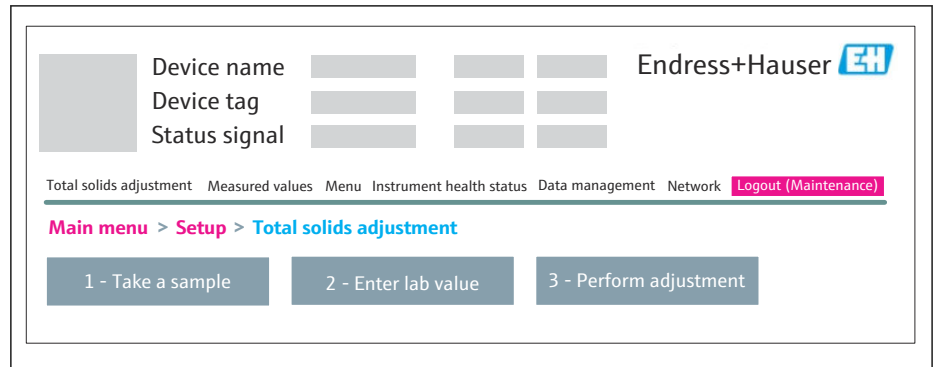 Device name
Endress+Hauser EH
Device tag
Status signal
Total solids adjustment Measured values Menu Instrument health status Data management Network Logout (Maintenance)
Main menu > Setup > Total solids adjustment
1 - Take a sample 2 - Enter lab value 3 - Perform adjustment